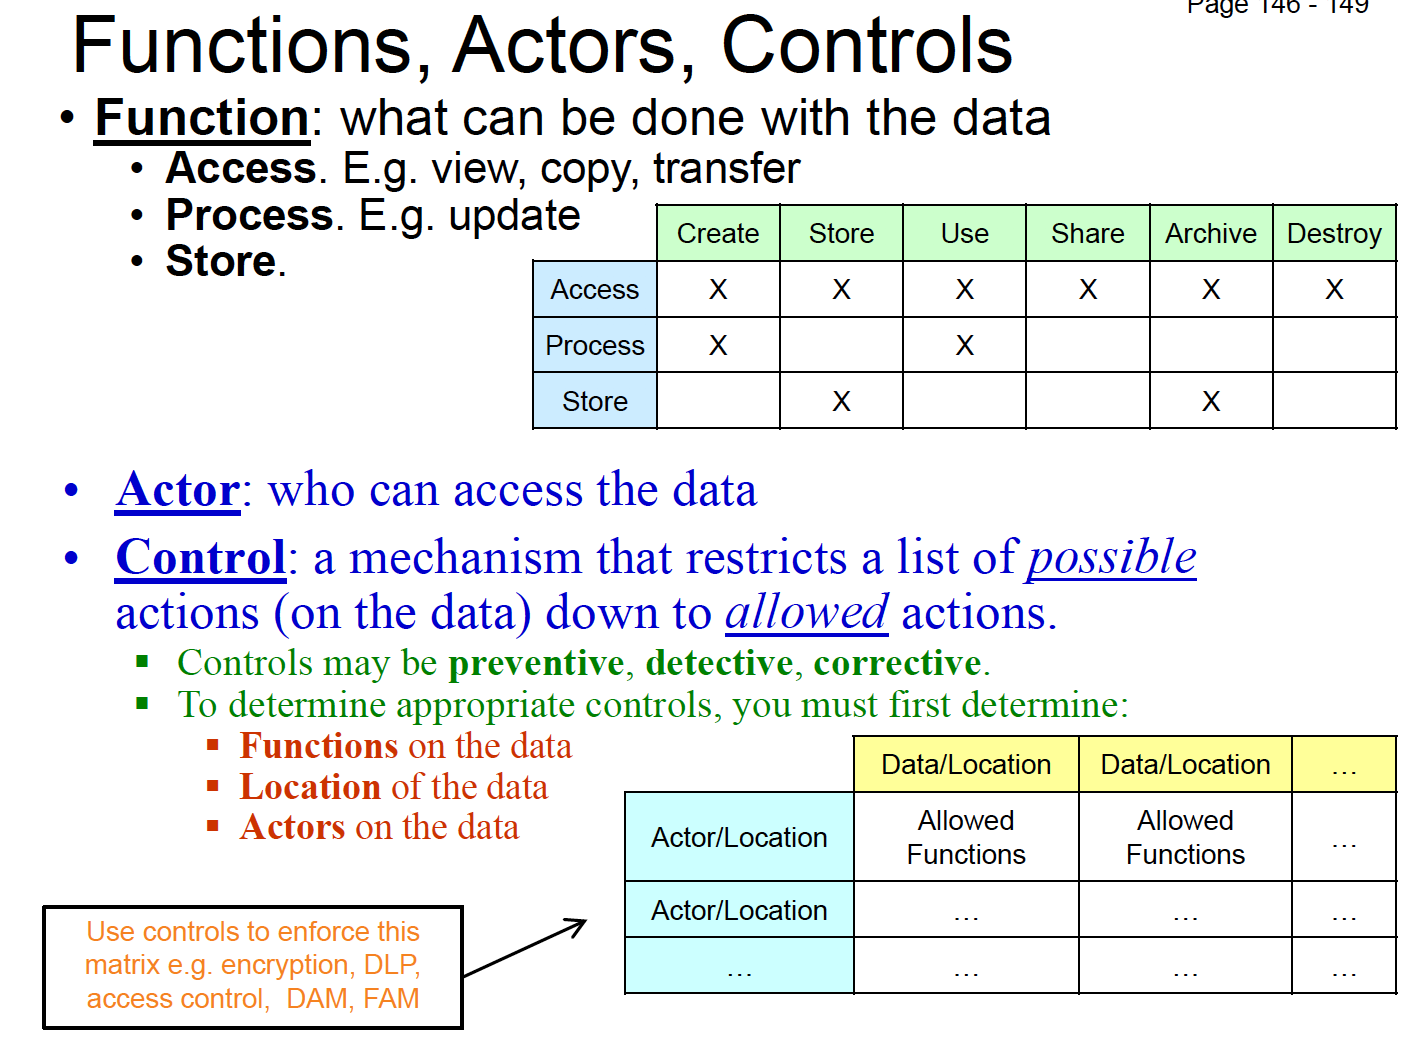 Page 146 - 149
Functions, Actors, Controls
• Function: what can be done with the data
• Access. E.g. view, copy, transfer
• Process. E.g. update
• Store.
Create Store Use Share Archive Destroy
Access X X X X X X
Process X X
Store X X
• Actor: who can access the data
• Control: a mechanism that restricts a list of possible
actions (on the data) down to allowed actions.
▪ Controls may be preventive, detective, corrective.
▪ To determine appropriate controls, you must first determine:
▪ Functions on the data
▪ Location of the data
▪ Actors on the data
Data/Location Data/Location ...
Actor/Location Allowed Functions Allowed Functions ...
Actor/Location ... ... ...
... ... ... ...
Use controls to enforce this
matrix e.g. encryption, DLP,
access control, DAM, FAM